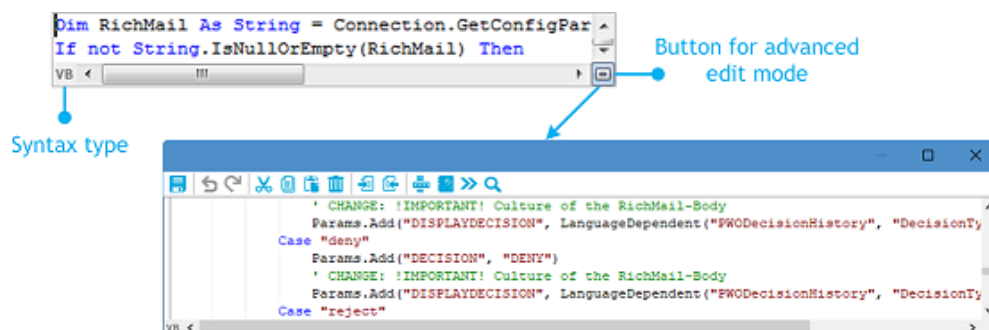 Dim RichMail As String = Connection.GetConfigPar
If not String.IsNullOrEmpty(RichMail) Then
VB
Button for advanced
edit mode
Syntax type
' CHANGE: !IMPORTANT! Culture of the RichMail-Body
Params.Add("DISPLAYDECISION", LanguageDependent("PWODecisionHistory", "DecisionTy
Case "deny"
Params.Add("DECISION", "DENY")
' CHANGE: !IMPORTANT! Culture of the RichMail-Body
Params.Add("DISPLAYDECISION", LanguageDependent("PWODecisionHistory", "DecisionTy
Case "reject"
VB